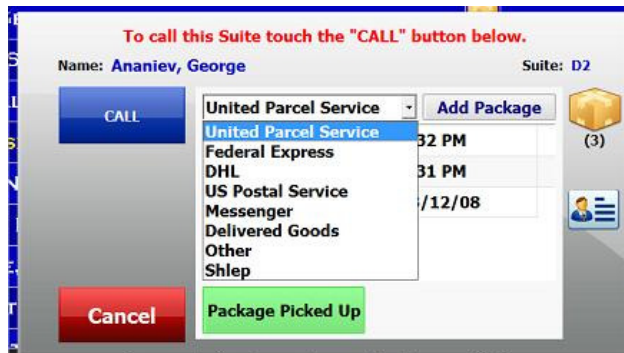 To call this Suite touch the "CALL" button below.
Name: Ananiev, George Suite: D2
CALL
United Parcel Service
Add Package
(3)
United Parcel Service
Federal Express
DHL
US Postal Service
Messenger
Delivered Goods
Other
Shlep
32 PM
31 PM
/12/08
Cancel
Package Picked Up